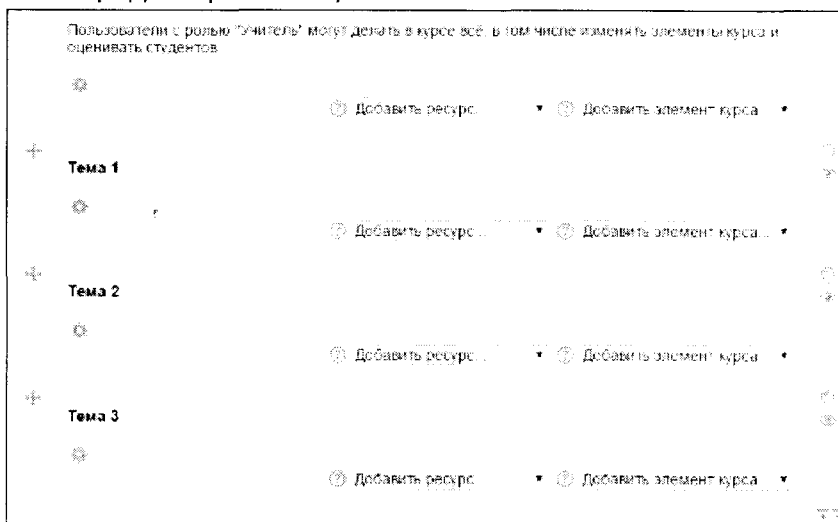 Пользователи с ролью "Учитель" могут делать в курсе всё, в том числе изменять элементы курса и
оценивать студентов
Добавить ресурс... Добавить элемент курса
Тема 1
Добавить ресурс... Добавить элемент курса...
Тема 2
Добавить ресурс... Добавить элемент курса
Тема 3
Добавить ресурс... Добавить элемент курса